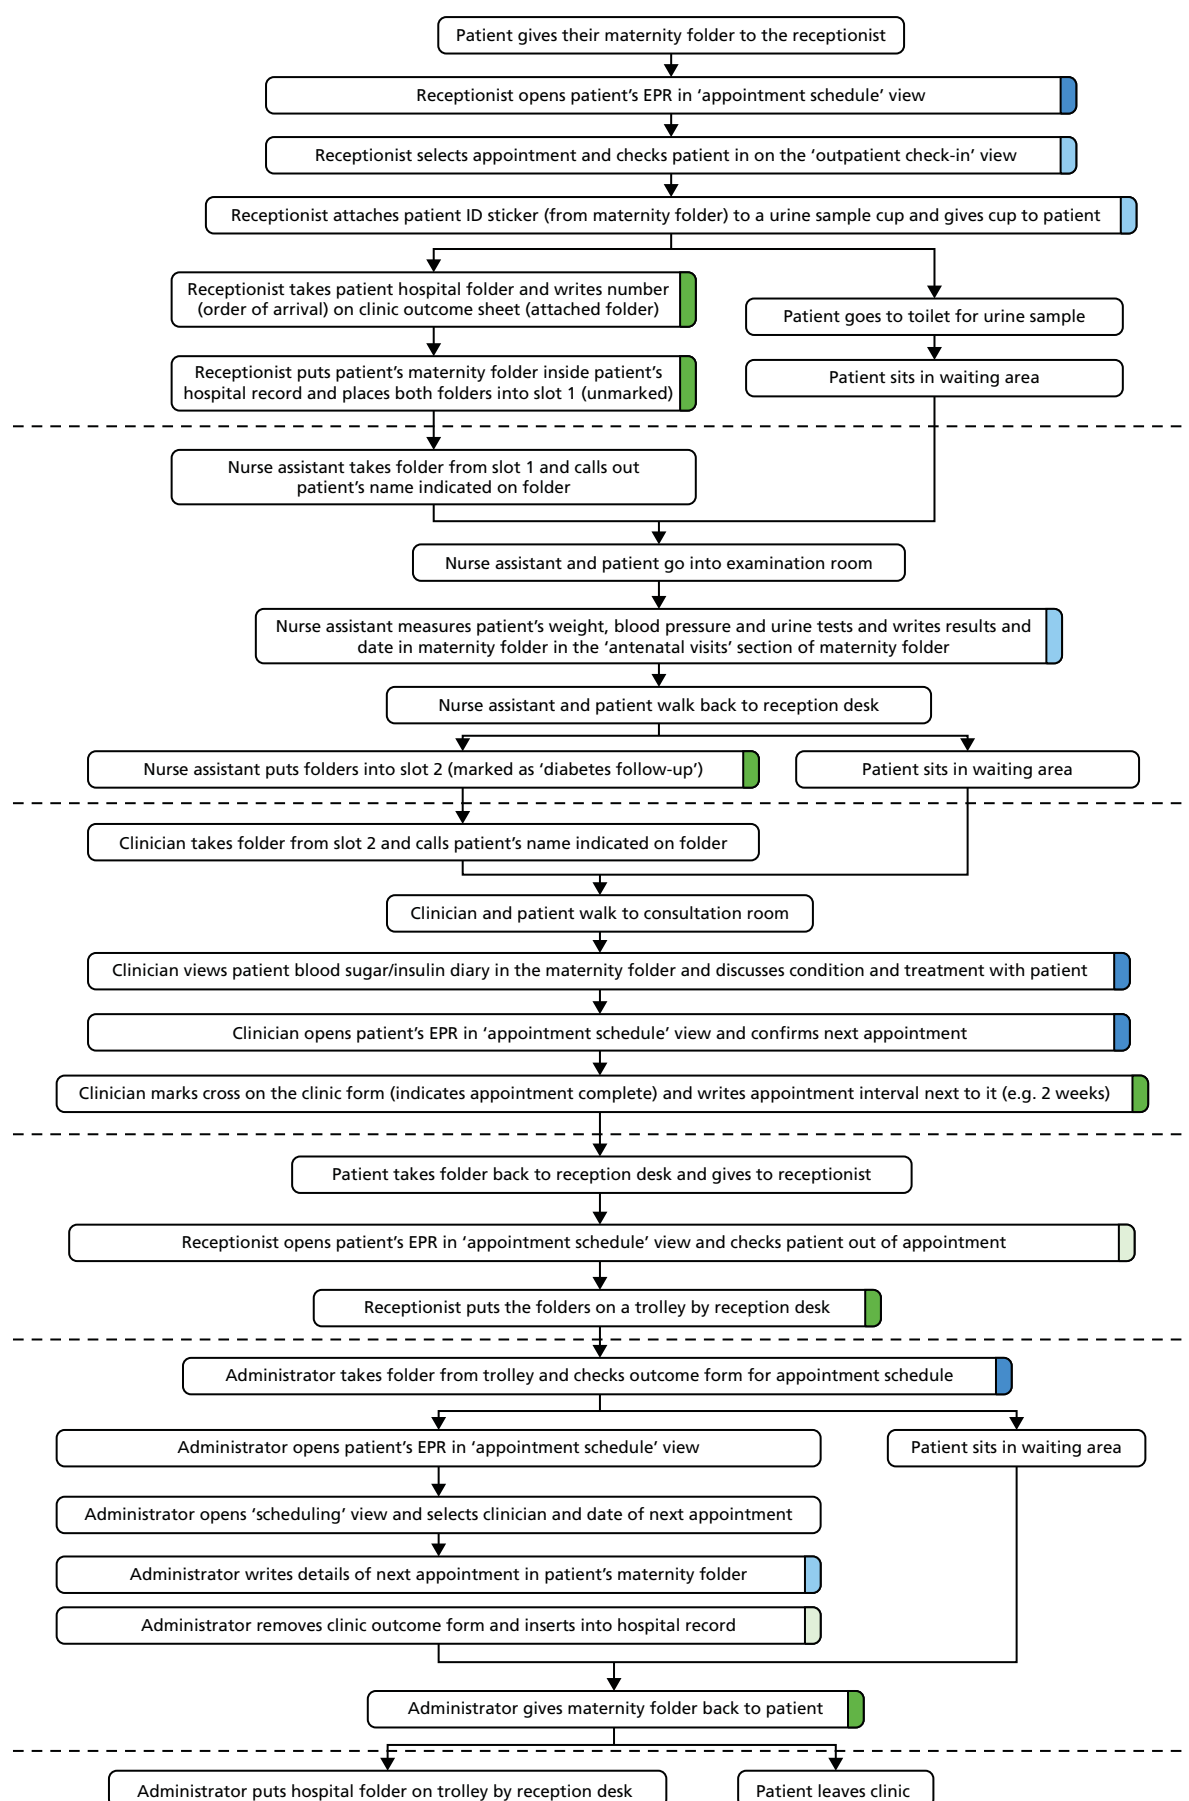 Patient gives their maternity folder to the receptionist
Receptionist opens patient’s EPR in ‘appointment schedule’ view
Receptionist selects appointment and checks patient in on the ‘outpatient check-in’ view
Receptionist attaches patient ID sticker (from maternity folder) to a urine sample cup and gives cup to patient
Receptionist takes patient hospital folder and writes number
(order of arrival) on clinic outcome sheet (attached folder)
Patient goes to toilet for urine sample
Receptionist puts patient’s maternity folder inside patient’s
hospital record and places both folders into slot 1 (unmarked)
Patient sits in waiting area
Nurse assistant takes folder from slot 1 and calls out
patient’s name indicated on folder
Nurse assistant and patient go into examination room
Nurse assistant measures patient’s weight, blood pressure and urine tests and writes results and
date in maternity folder in the ‘antenatal visits’ section of maternity folder
Nurse assistant and patient walk back to reception desk
Nurse assistant puts folders into slot 2 (marked as ‘diabetes follow-up’)
Patient sits in waiting area
Clinician takes folder from slot 2 and calls patient’s name indicated on folder
Clinician and patient walk to consultation room
Clinician views patient blood sugar/insulin diary in the maternity folder and discusses condition and treatment with patient
Clinician opens patient’s EPR in ‘appointment schedule’ view and confirms next appointment
Clinician marks cross on the clinic form (indicates appointment complete) and writes appointment interval next to it (e.g. 2 weeks)
Patient takes folder back to reception desk and gives to receptionist
Receptionist opens patient’s EPR in ‘appointment schedule’ view and checks patient out of appointment
Receptionist puts the folders on a trolley by reception desk
Administrator takes folder from trolley and checks outcome form for appointment schedule
Administrator opens patient’s EPR in ‘appointment schedule’ view
Patient sits in waiting area
Administrator opens ‘scheduling’ view and selects clinician and date of next appointment
Administrator writes details of next appointment in patient’s maternity folder
Administrator removes clinic outcome form and inserts into hospital record
Administrator gives maternity folder back to patient
Administrator puts hospital folder on trolley by reception desk
Patient leaves clinic